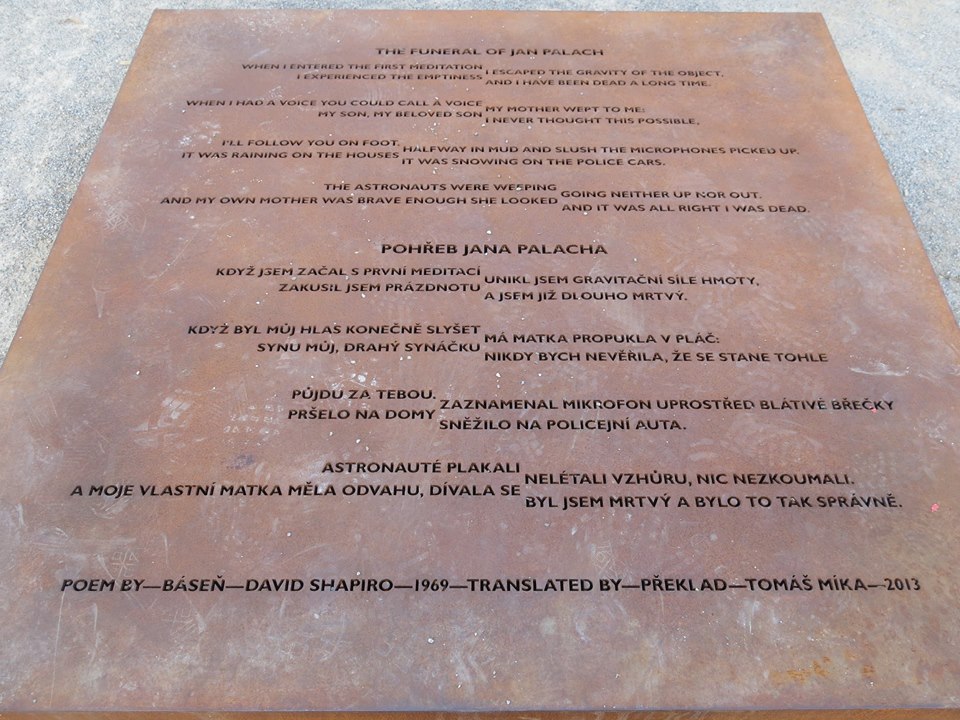 THE FUNERAL OF JAN PALACH
WHEN I ENTERED THE FIRST MEDITATION
I ESCAPED THE GRAVITY OF THE OBJECT,
I EXPERIENCED THE EMPTINESS
AND I HAVE BEEN DEAD A LONG TIME.
WHEN I HAD A VOICE YOU COULD CALL A VOICE
MY MOTHER WEPT TO ME:
MY SON, MY BELOVED SON
I NEVER THOUGHT THIS POSSIBLE,
I'LL FOLLOW YOU ON FOOT.
HALFWAY IN MUD AND SLUSH THE MICROPHONES PICKED UP.
IT WAS RAINING ON THE HOUSES
IT WAS SNOWING ON THE POLICE CARS.
THE ASTRONAUTS WERE WEEPING
GOING NEITHER UP NOR OUT.
AND MY OWN MOTHER WAS BRAVE ENOUGH SHE LOOKED
AND IT WAS ALL RIGHT I WAS DEAD.
POHŘEB JANA PALACHA
KDYŽ JSEM ZAČAL S PRVNÍ MEDITACÍ
UNIKL JSEM GRAVITAČNÍ SÍLE HMOTY,
ZAKUSIL JSEM PRÁZDNOTU
A JSEM JIŽ DLOUHO MRTVÝ.
KDYŽ BYL MŮJ HLAS KONEČNĚ SLYŠET
MÁ MATKA PROPUKLA V PLÁČ:
SYNU MŮJ, DRAHÝ SYNÁČKU
NIKDY BYCH NEVĚŘILA, ŽE SE STANE TOHLE
PŮJDU ZA TEBOU.
ZAZNAMENAL MIKROFON UPROSTŘED BLÁTIVÉ BŘEČKY
PRŠELO NA DOMY
SNĚŽILO NA POLICEJNÍ AUTA.
ASTRONAUTÉ PLAKALI
NELÉTALI VZHŮRU, NIC NEZKOUMALI.
A MOJE VLASTNÍ MATKA MĚLA ODVAHU, DÍVALA SE
BYL JSEM MRTVÝ A BYLO TO TAK SPRÁVNĚ.
POEM BY—BÁSEŇ—DAVID SHAPIRO—1969—TRANSLATED BY—PŘEKLAD—TOMÁŠ MÍKA—2013